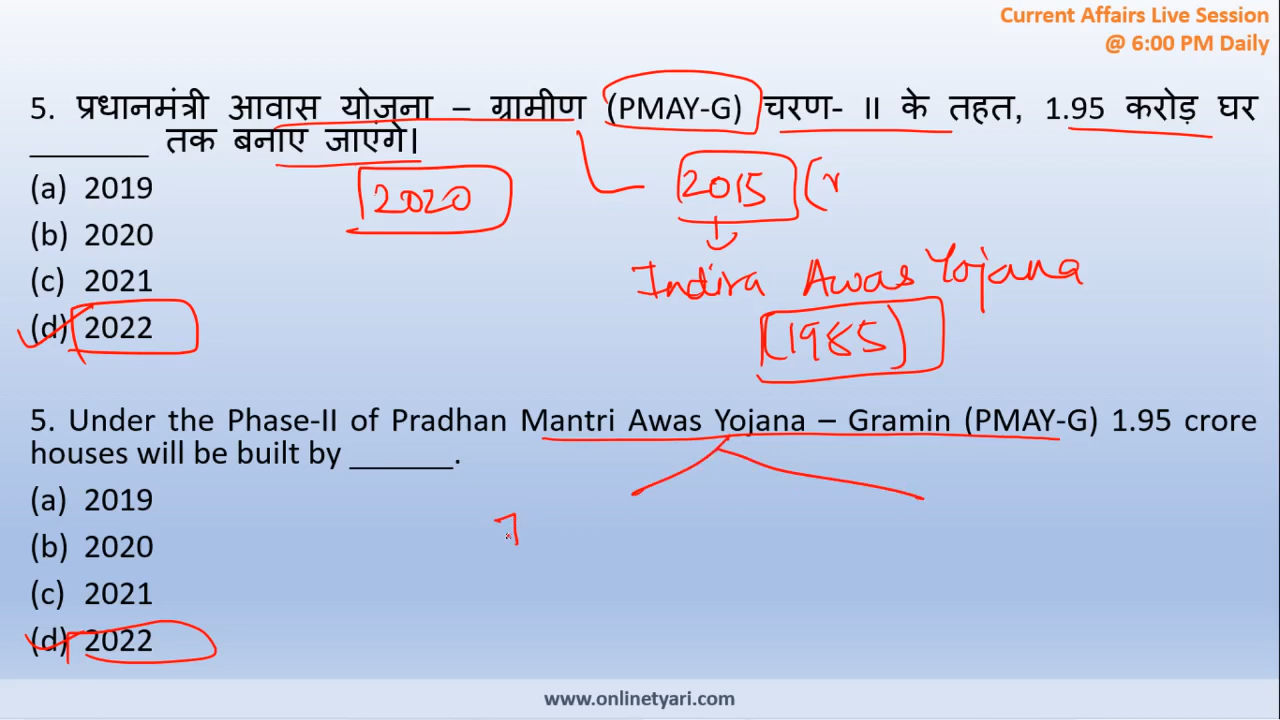 Current Affairs Live Session
@ 6:00 PM Daily
5. प्रधानमंत्री आवास योजना – ग्रामीण (PMAY-G) चरण- II के तहत, 1.95 करोड़ घर
_______ तक बनाए जाएंगे।
(a) 2019
2020
2015
(b) 2020
Indira Awas Yojana
(c) 2021
(d) 2022
(1985)
5. Under the Phase-II of Pradhan Mantri Awas Yojana – Gramin (PMAY-G) 1.95 crore
houses will be built by ______.
(a) 2019
(b) 2020
(c) 2021
(d) 2022
www.onlinetyari.com